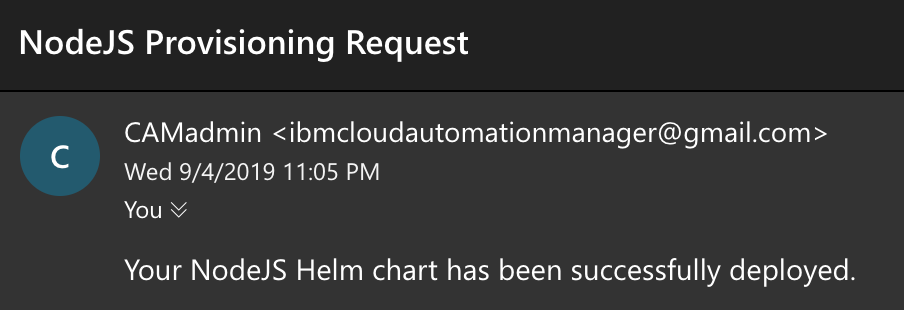 NodeJS Provisioning Request
C
CAMadmin <ibmcloudautomationmanager@gmail.com>
Wed 9/4/2019 11:05 PM
You
Your NodeJS Helm chart has been successfully deployed.